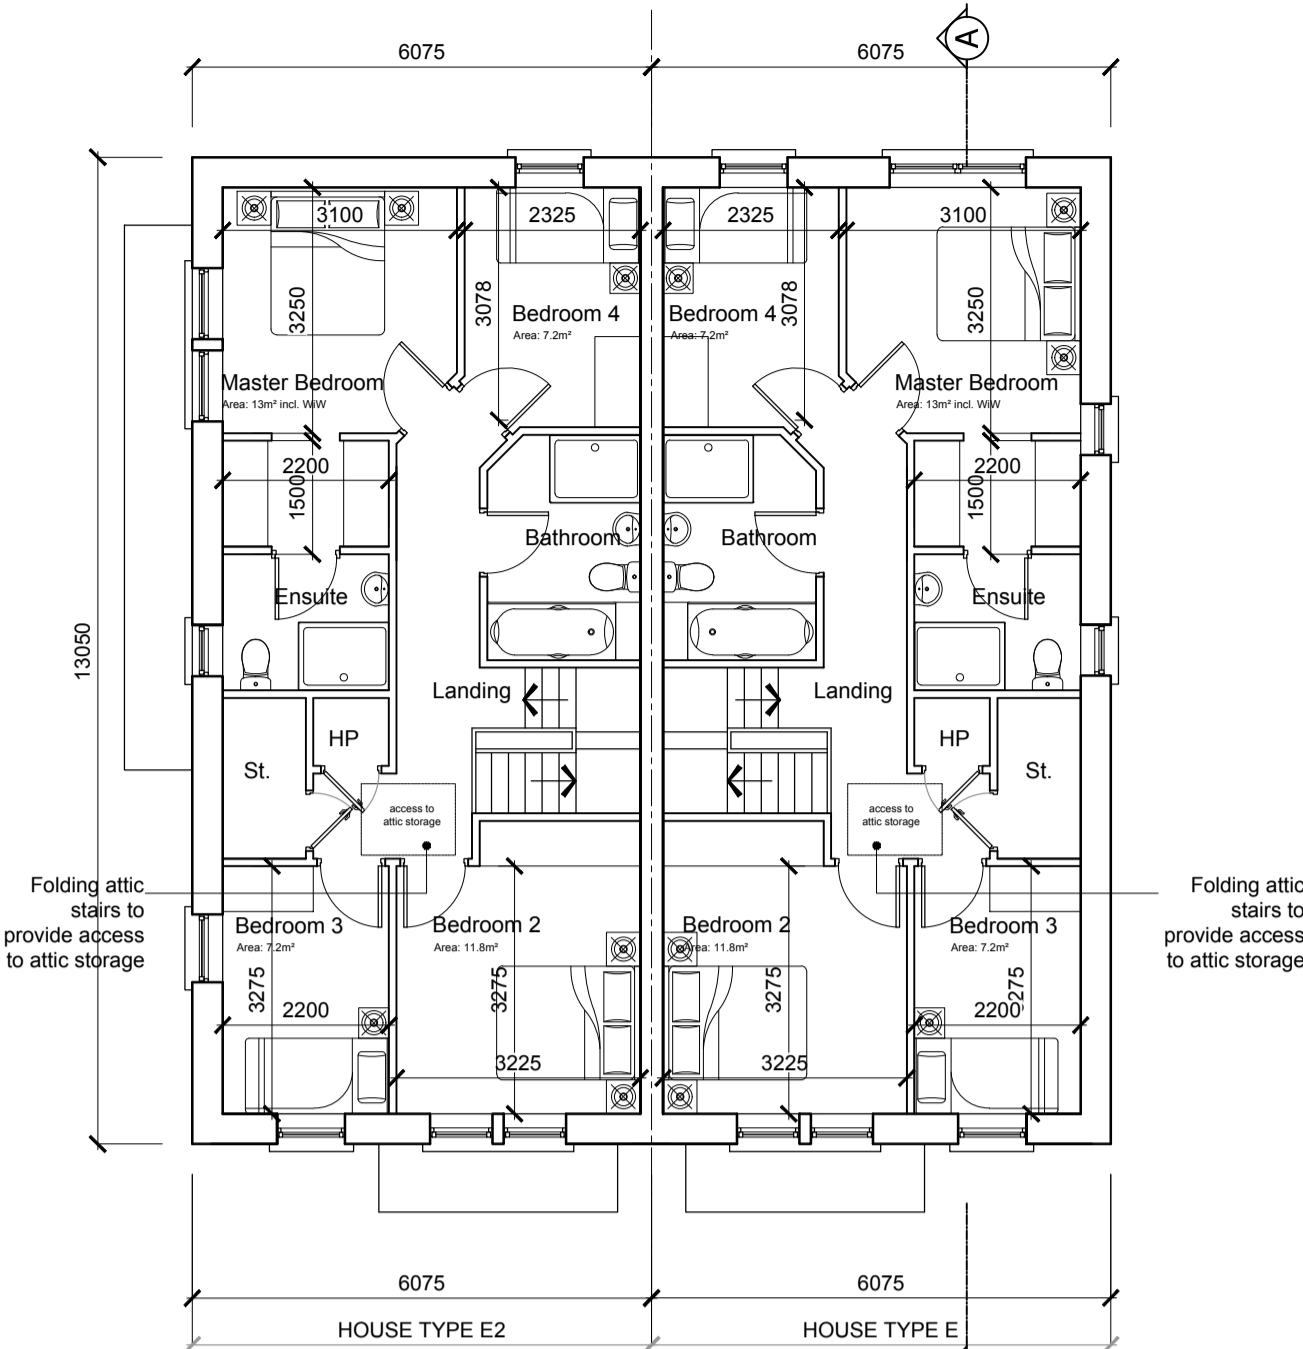 6075
6075
A
3100
2325
2325
3100
3250
3078
3078
3250
Bedroom 4
Area: 7.2m²
Bedroom 4
Area: 7.2m²
Master Bedroom
Area: 13m² incl. WiW
Master Bedroom
Area: 13m² incl. WiW
2200
1500
2200
1500
Bathroom
Bathroom
Ensuite
Ensuite
13050
Landing
Landing
HP
HP
St.
St.
access to
attic storage
access to
attic storage
Folding attic
stairs to
provide access
to attic storage
Folding attic
stairs to
provide access
to attic storage
Bedroom 3
Area: 7.2m²
Bedroom 2
Area: 11.8m²
Bedroom 2
Area: 11.8m²
Bedroom 3
Area: 7.2m²
3275
3275
3275
3275
2200
2200
3225
3225
6075
6075
HOUSE TYPE E2
HOUSE TYPE E